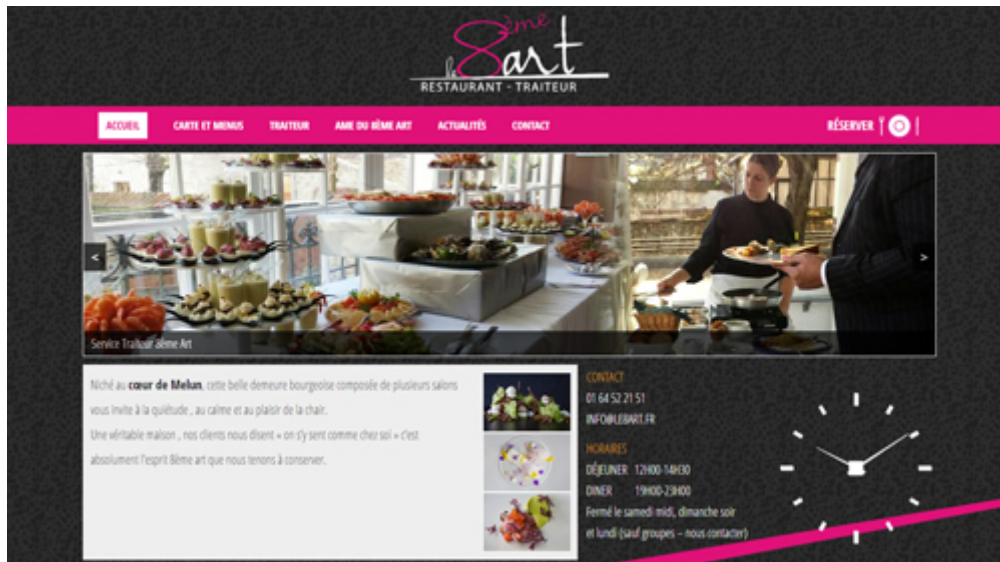 8ème
le 8 art
RESTAURANT - TRAITEUR
ACCUEIL
CARTE ET MENUS
TRAITEUR
AME DU 8ÈME ART
ACTUALITÉS
CONTACT
RÉSERVER
<
>
Service Traiteur 8ème Art
Niché au cœur de Melun, cette belle demeure bourgeoise composée de plusieurs salons
vous invite à la quiétude , au calme et au plaisir de la chair.
Une véritable maison , nos clients nous disent « on s'y sent comme chez soi » c'est
absolument l'esprit 8ème art que nous tenons à conserver.
CONTACT
01 64 52 21 51
INFO@LE8ART.FR
HORAIRES
DÉJEUNER 12H00-14H30
DINER 19H00-23H00
Fermé le samedi midi, dimanche soir
et lundi (sauf groupes – nous contacter)